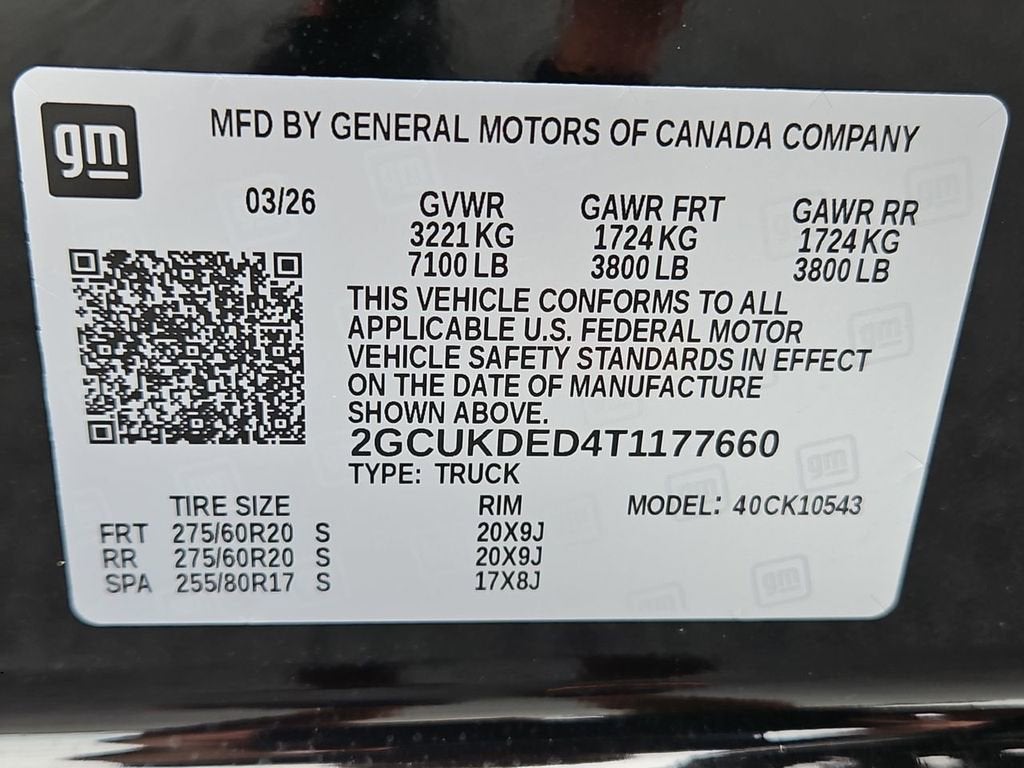 gm
MFD BY GENERAL MOTORS OF CANADA COMPANY
03/26
GVWR GAWR FRT GAWR RR
3221 KG 1724 KG 1724 KG
7100 LB 3800 LB 3800 LB
THIS VEHICLE CONFORMS TO ALL
APPLICABLE U.S. FEDERAL MOTOR
VEHICLE SAFETY STANDARDS IN EFFECT
ON THE DATE OF MANUFACTURE
SHOWN ABOVE.
2GCUKDED4T1177660
TYPE: TRUCK
TIRE SIZE RIM MODEL: 40CK10543
FRT 275/60R20 S 20X9J
RR 275/60R20 S 20X9J
SPA 255/80R17 S 17X8J